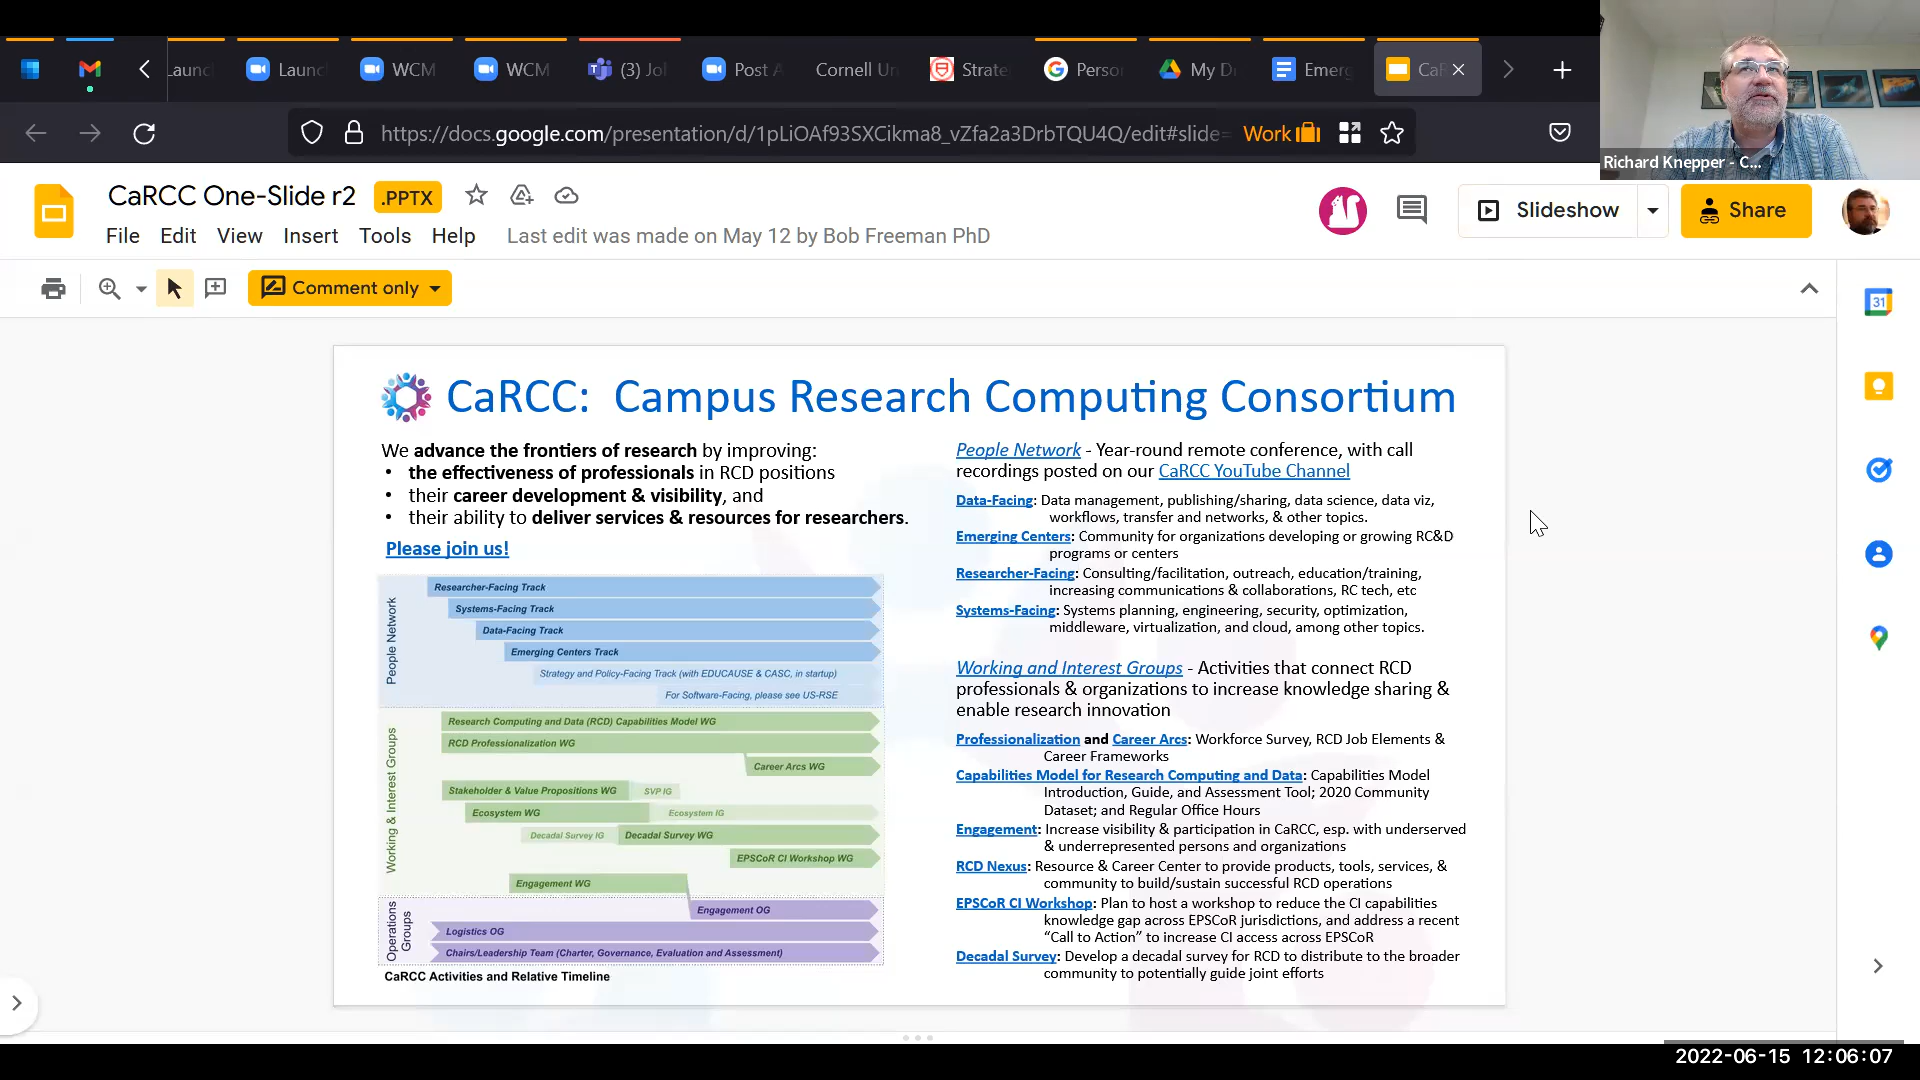 Launc
Launc
WCM
WCM
(3) Jo
Post A
Cornell Un
Strate
Perso
My D
Emerg
CaR
https://docs.google.com/presentation/d/1pLiOAf93SXCikma8_vZfa2a3DrbTQU4Q/edit#slide=
Work
Richard Knepper - C...
CaRCC One-Slide r2
.PPTX
File Edit View Insert Tools Help
Last edit was made on May 12 by Bob Freeman PhD
Slideshow
Share
Comment only
31
CaRCC: Campus Research Computing Consortium
We advance the frontiers of research by improving:
• the effectiveness of professionals in RCD positions
• their career development & visibility, and
• their ability to deliver services & resources for researchers.
Please join us!
People Network
Researcher-Facing Track
Systems-Facing Track
Data-Facing Track
Emerging Centers Track
Strategy and Policy-Facing Track (with EDUCAUSE & CASC, in startup)
For Software-Facing, please see US-RSE
Working & Interest Groups
Research Computing and Data (RCD) Capabilities Model WG
RCD Professionalization WG
Career Arcs WG
Stakeholder & Value Propositions WG
SVP IG
Ecosystem WG
Ecosystem IG
Decadal Survey IG
Decadal Survey WG
EPSCoR CI Workshop WG
Engagement WG
Operations
Groups
Engagement OG
Logistics OG
Chairs/Leadership Team (Charter, Governance, Evaluation and Assessment)
CaRCC Activities and Relative Timeline
People Network - Year-round remote conference, with call
recordings posted on our CaRCC YouTube Channel
Data-Facing: Data management, publishing/sharing, data science, data viz,
workflows, transfer and networks, & other topics.
Emerging Centers: Community for organizations developing or growing RC&D
programs or centers
Researcher-Facing: Consulting/facilitation, outreach, education/training,
increasing communications & collaborations, RC tech, etc
Systems-Facing: Systems planning, engineering, security, optimization,
middleware, virtualization, and cloud, among other topics.
Working and Interest Groups - Activities that connect RCD
professionals & organizations to increase knowledge sharing &
enable research innovation
Professionalization and Career Arcs: Workforce Survey, RCD Job Elements &
Career Frameworks
Capabilities Model for Research Computing and Data: Capabilities Model
Introduction, Guide, and Assessment Tool; 2020 Community
Dataset; and Regular Office Hours
Engagement: Increase visibility & participation in CaRCC, esp. with underserved
& underrepresented persons and organizations
RCD Nexus: Resource & Career Center to provide products, tools, services, &
community to build/sustain successful RCD operations
EPSCoR CI Workshop: Plan to host a workshop to reduce the CI capabilities
knowledge gap across EPSCoR jurisdictions, and address a recent
“Call to Action” to increase CI access across EPSCoR
Decadal Survey: Develop a decadal survey for RCD to distribute to the broader
community to potentially guide joint efforts
2022-06-15 12:06:07